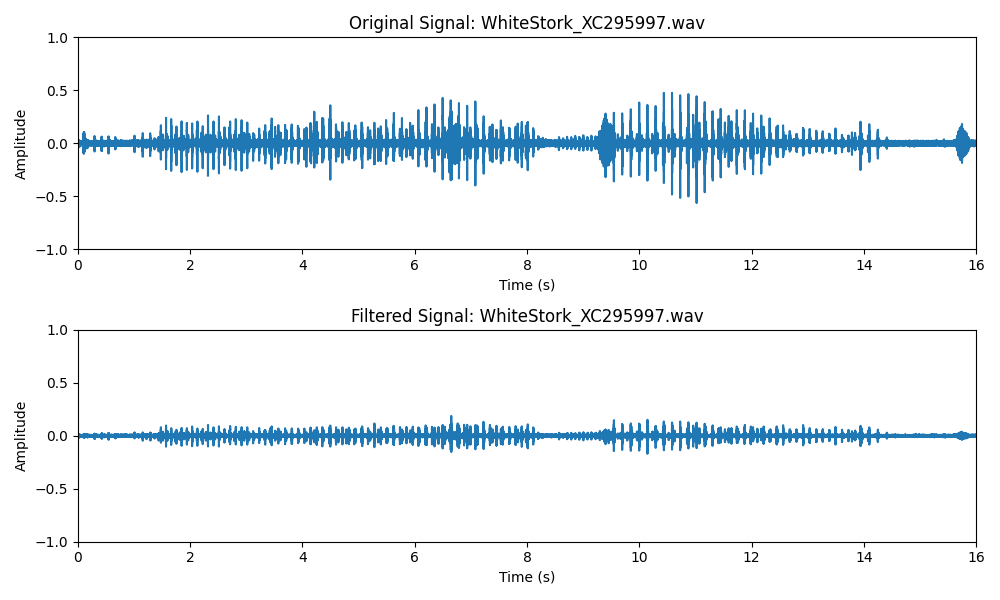 Original Signal: WhiteStork_XC295997.wav
1.0
0.5
0.0
−0.5
−1.0
Amplitude
0 2 4 6 8 10 12 14 16
Time (s)
Filtered Signal: WhiteStork_XC295997.wav
1.0
0.5
0.0
−0.5
−1.0
Amplitude
0 2 4 6 8 10 12 14 16
Time (s)